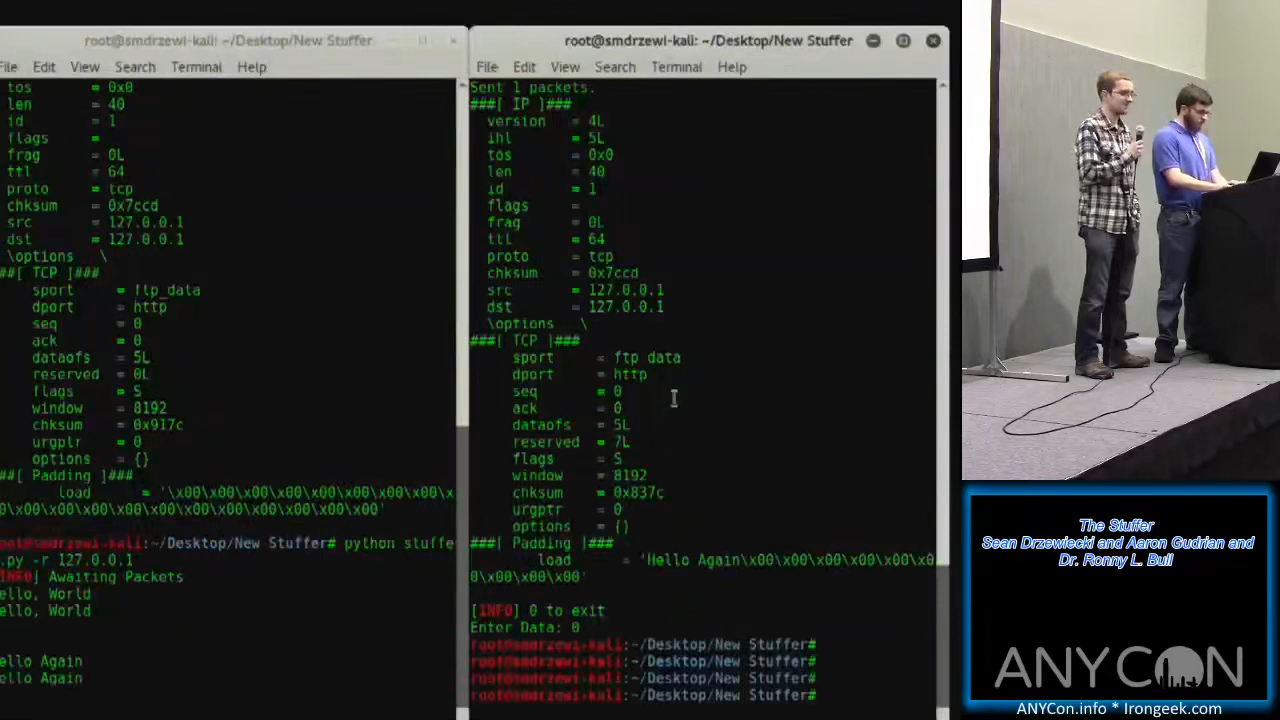 root@smdrzewi-kali: ~/Desktop/New Stuffer
File Edit View Search Terminal Help
tos = 0x0
len = 40
id = 1
flags =
frag = 0L
ttl = 64
proto = tcp
chksum = 0x7ccd
src = 127.0.0.1
dst = 127.0.0.1
\options \
##[ TCP ]###
sport = ftp_data
dport = http
seq = 0
ack = 0
dataofs = 5L
reserved = 0L
flags = S
window = 8192
chksum = 0x917c
urgptr = 0
options = {}
##[ Padding ]###
load = '\x00\x00\x00\x00\x00\x00\x00\x
0\x00\x00\x00\x00\x00\x00\x00\x00\x00'
root@smdrzewi-kali:~/Desktop/New Stuffer# python stuffe
.py -r 127.0.0.1
INFO] Awaiting Packets
ello, World
ello, World
ello Again
ello Again
root@smdrzewi-kali: ~/Desktop/New Stuffer
File Edit View Search Terminal Help
Sent 1 packets.
###[ IP ]###
version = 4L
ihl = 5L
tos = 0x0
len = 40
id = 1
flags =
frag = 0L
ttl = 64
proto = tcp
chksum = 0x7ccd
src = 127.0.0.1
dst = 127.0.0.1
\options \
###[ TCP ]###
sport = ftp_data
dport = http
seq = 0
ack = 0
dataofs = 5L
reserved = 7L
flags = S
window = 8192
chksum = 0x837c
urgptr = 0
options = {}
###[ Padding ]###
load = 'Hello Again\x00\x00\x00\x00\x00\x0
0\x00\x00\x00'
[INFO] 0 to exit
Enter Data: 0
root@smdrzewi-kali:~/Desktop/New Stuffer#
root@smdrzewi-kali:~/Desktop/New Stuffer#
root@smdrzewi-kali:~/Desktop/New Stuffer#
root@smdrzewi-kali:~/Desktop/New Stuffer#
The Stuffer
Sean Drzewiecki and Aaron Gudrian and
Dr. Ronny L. Bull
ANYCON
ANYCon.info * Irongeek.com